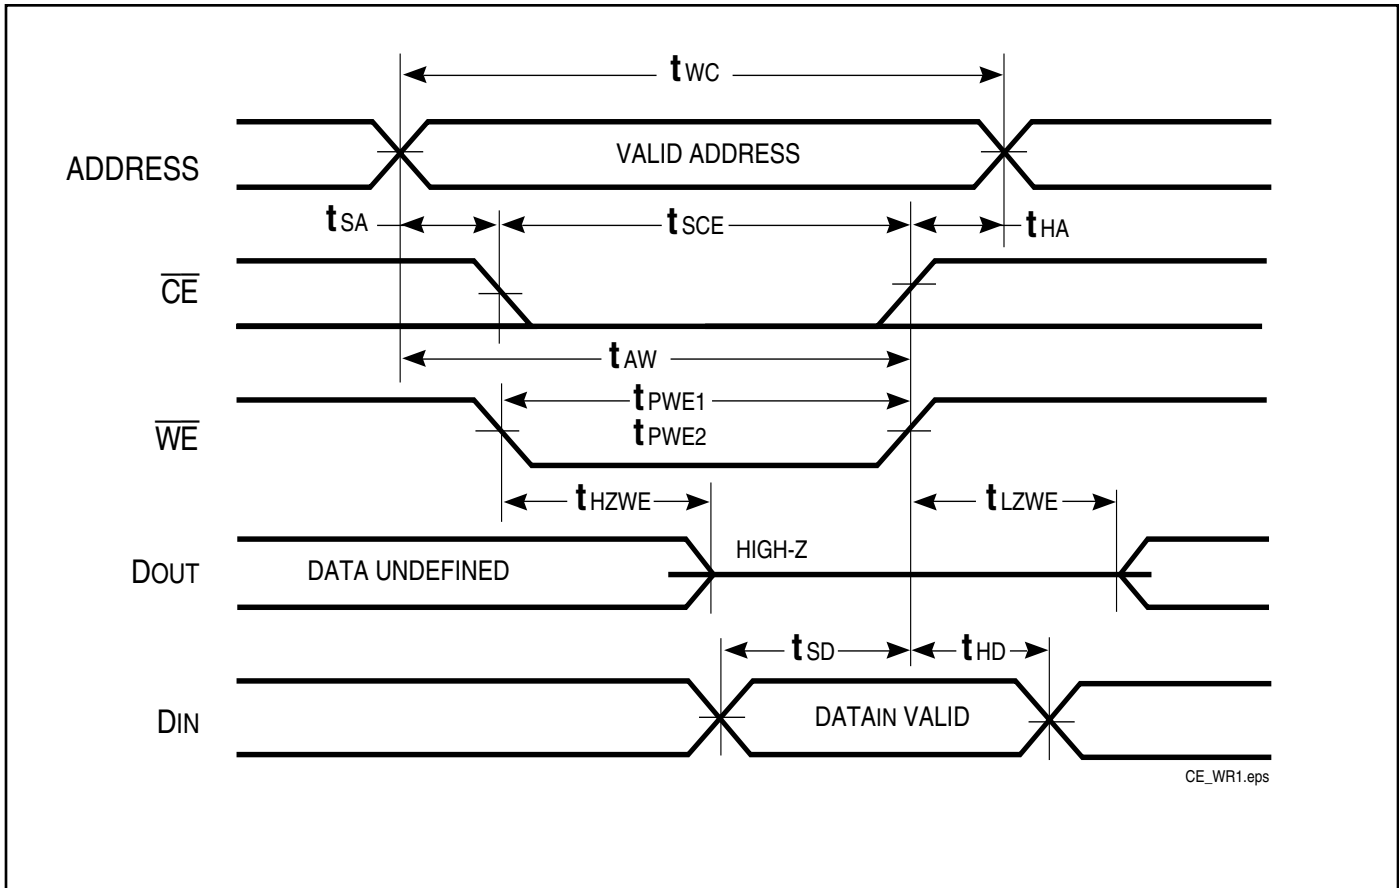 tWC
ADDRESS
VALID ADDRESS
tSA
tSCE
tHA
CE
tAW
WE
tPWE1
tPWE2
tHZWE
tLZWE
DOUT
DATA UNDEFINED
HIGH-Z
tSD
tHD
DIN
DATAIN VALID
CE_WR1.eps